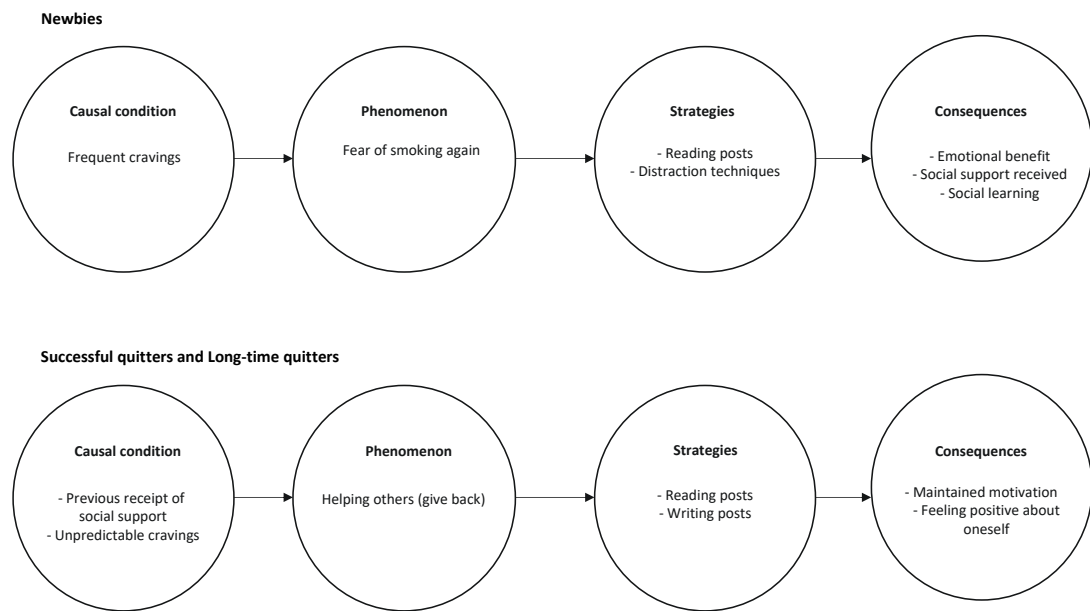 Newbies
Causal condition
Frequent cravings
Phenomenon
Fear of smoking again
Strategies
- Reading posts
- Distraction techniques
Consequences
- Emotional benefit
- Social support received
- Social learning
Successful quitters and Long-time quitters
Causal condition
- Previous receipt of
social support
- Unpredictable cravings
Phenomenon
Helping others (give back)
Strategies
- Reading posts
- Writing posts
Consequences
- Maintained motivation
- Feeling positive about
oneself